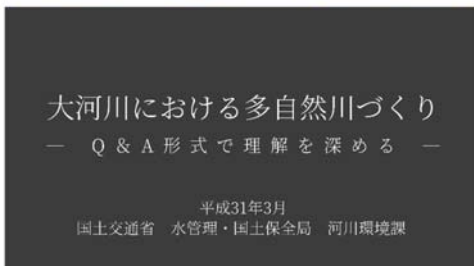 大河川における多自然川づくり
― Q&A形式で理解を深める ―
平成31年3月
国土交通省 水管理・国土保全局 河川環境課